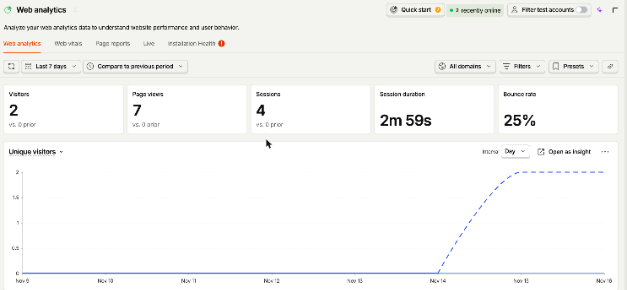 Web analytics
Quick start
2 recently online
Filter test accounts
Analyze your web analytics data to understand website performance and user behavior.
Web analytics Web vitals Page reports Live Installation Health
Last 7 days Compare to previous period All domains Filters Presets
Visitors Page views Sessions Session duration Bounce rate
2 7 4 2m 59s 25%
vs. 0 prior vs. 0 prior vs. 0 prior
Unique visitors Day Open as Insight
2
1.5
1
0.5
0
Nov 9 Nov 10 Nov 11 Nov 12 Nov 13 Nov 14 Nov 15 Nov 16